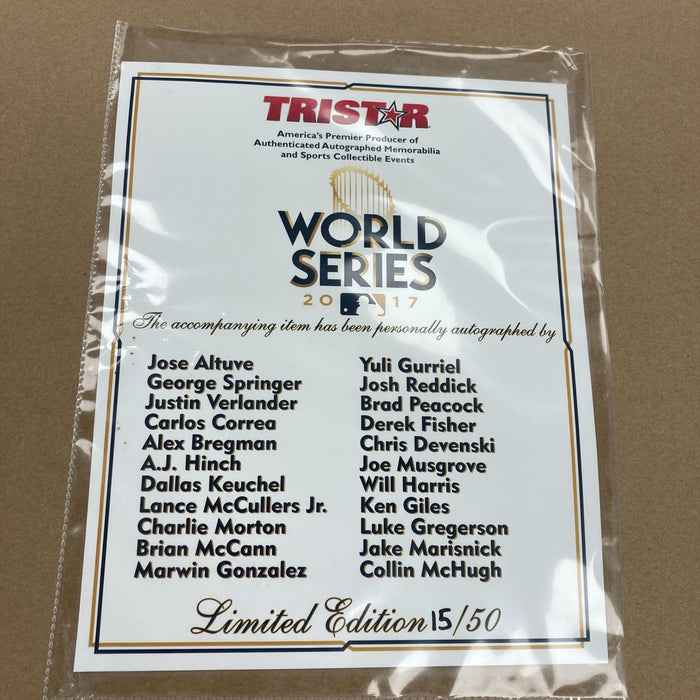 TRISTAR
America's Premier Producer of
Authenticated Autographed Memorabilia
and Sports Collectible Events
WORLD
SERIES
2017
The accompanying item has been personally autographed by
Jose Altuve
George Springer
Justin Verlander
Carlos Correa
Alex Bregman
A.J. Hinch
Dallas Keuchel
Lance McCullers Jr.
Charlie Morton
Brian McCann
Marwin Gonzalez
Yuli Gurriel
Josh Reddick
Brad Peacock
Derek Fisher
Chris Devenski
Joe Musgrove
Will Harris
Ken Giles
Luke Gregerson
Jake Marisnick
Collin McHugh
Limited Edition 15/50